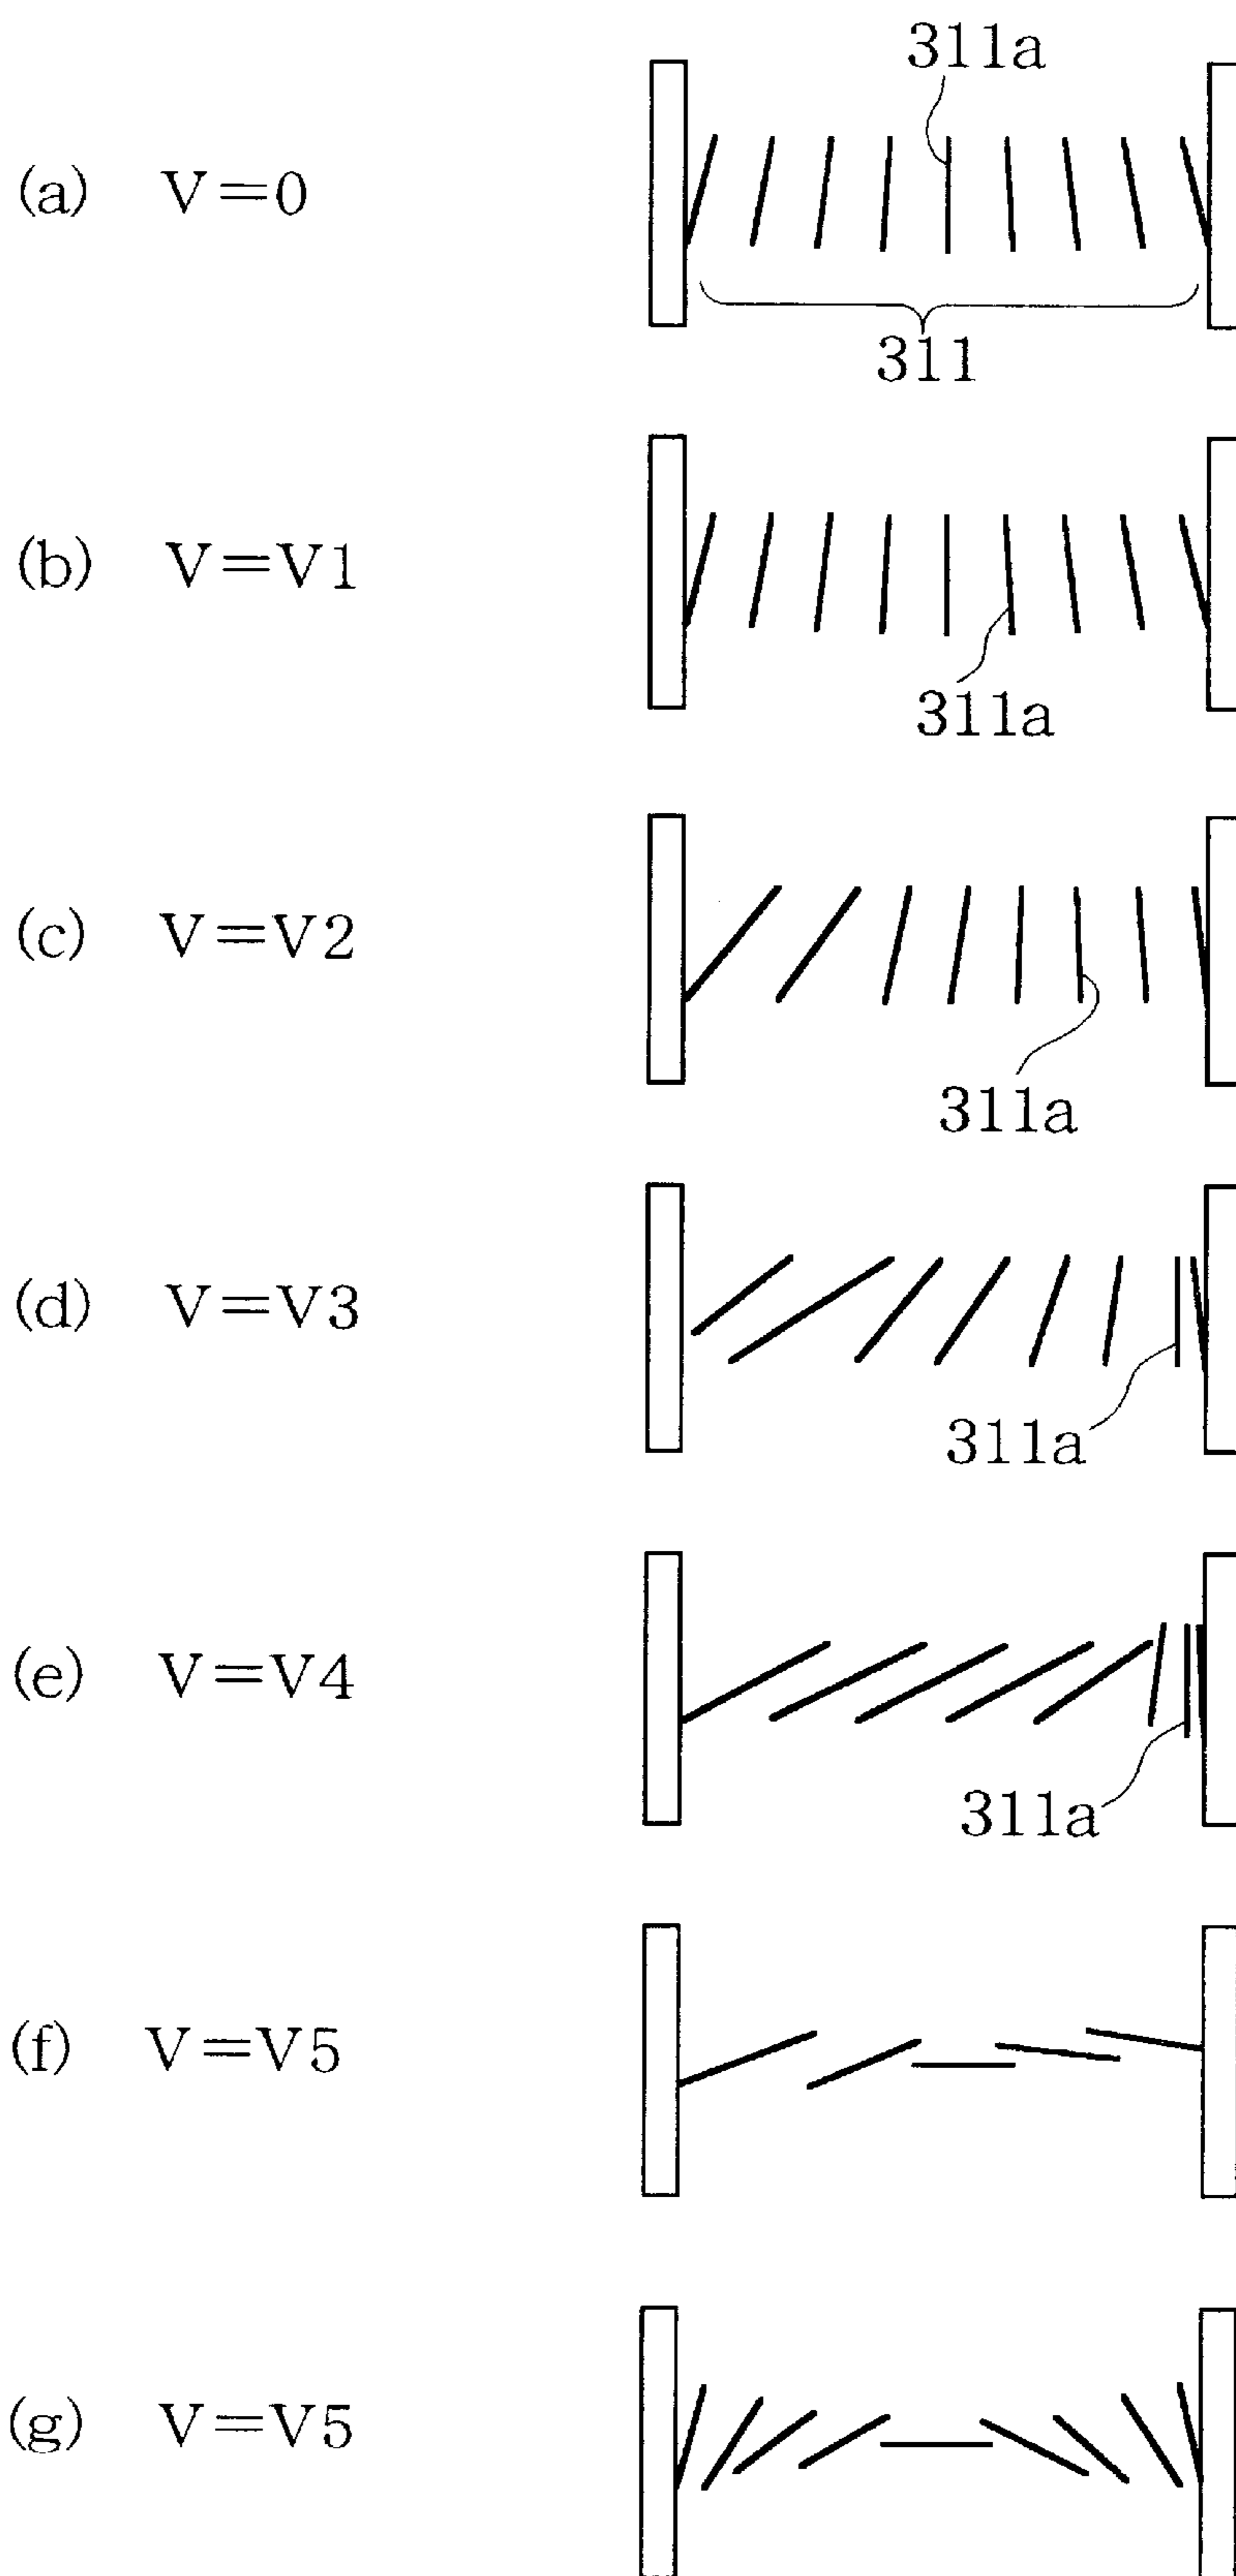 311a
(a) V=0
311
(b) V=V1
311a
(c) V=V2
311a
(d) V=V3
311a
(e) V=V4
311a
(f) V=V5
(g) V=V5